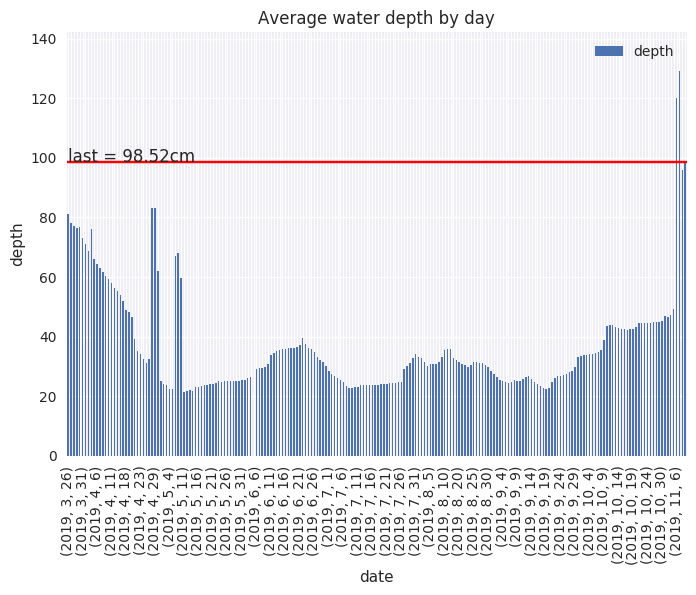 Average water depth by day
140
120
100
80
60
40
20
0
depth
depth
last = 98.52cm
(2019, 3, 26)
(2019, 3, 31)
(2019, 4, 6)
(2019, 4, 11)
(2019, 4, 18)
(2019, 4, 23)
(2019, 4, 29)
(2019, 5, 4)
(2019, 5, 11)
(2019, 5, 16)
(2019, 5, 21)
(2019, 5, 26)
(2019, 5, 31)
(2019, 6, 6)
(2019, 6, 11)
(2019, 6, 16)
(2019, 6, 21)
(2019, 6, 26)
(2019, 7, 1)
(2019, 7, 6)
(2019, 7, 11)
(2019, 7, 16)
(2019, 7, 21)
(2019, 7, 26)
(2019, 7, 31)
(2019, 8, 5)
(2019, 8, 10)
(2019, 8, 20)
(2019, 8, 25)
(2019, 8, 30)
(2019, 9, 4)
(2019, 9, 9)
(2019, 9, 14)
(2019, 9, 19)
(2019, 9, 24)
(2019, 9, 29)
(2019, 10, 4)
(2019, 10, 9)
(2019, 10, 14)
(2019, 10, 19)
(2019, 10, 24)
(2019, 10, 30)
(2019, 11, 6)
date